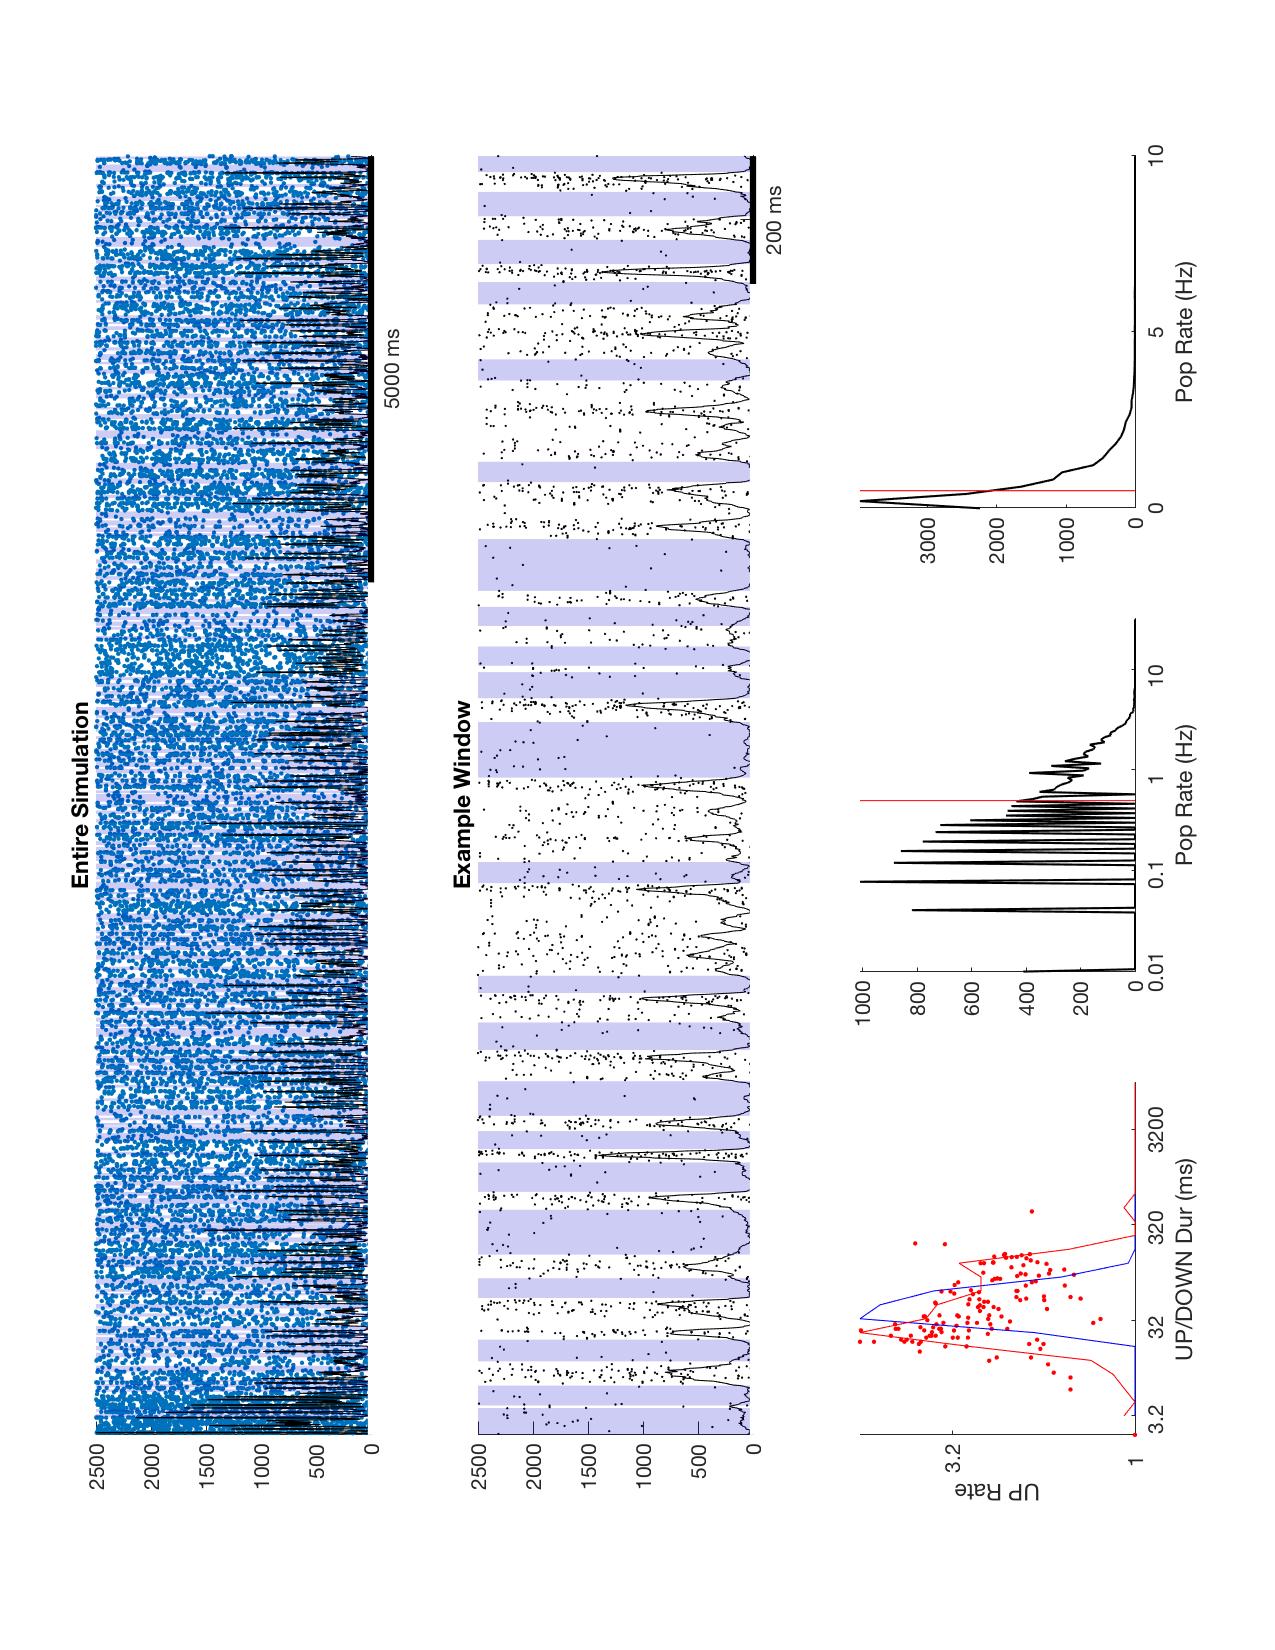 Entire Simulation
2500
2000
1500
1000
500
0
5000 ms
Example Window
2500
2000
1500
1000
500
0
200 ms
UP Rate
3.2
1
3.2 32 320 3200
UP/DOWN Dur (ms)
1000
800
600
400
200
0
0.01 0.1 1 10
Pop Rate (Hz)
3000
2000
1000
0
0 5 10
Pop Rate (Hz)